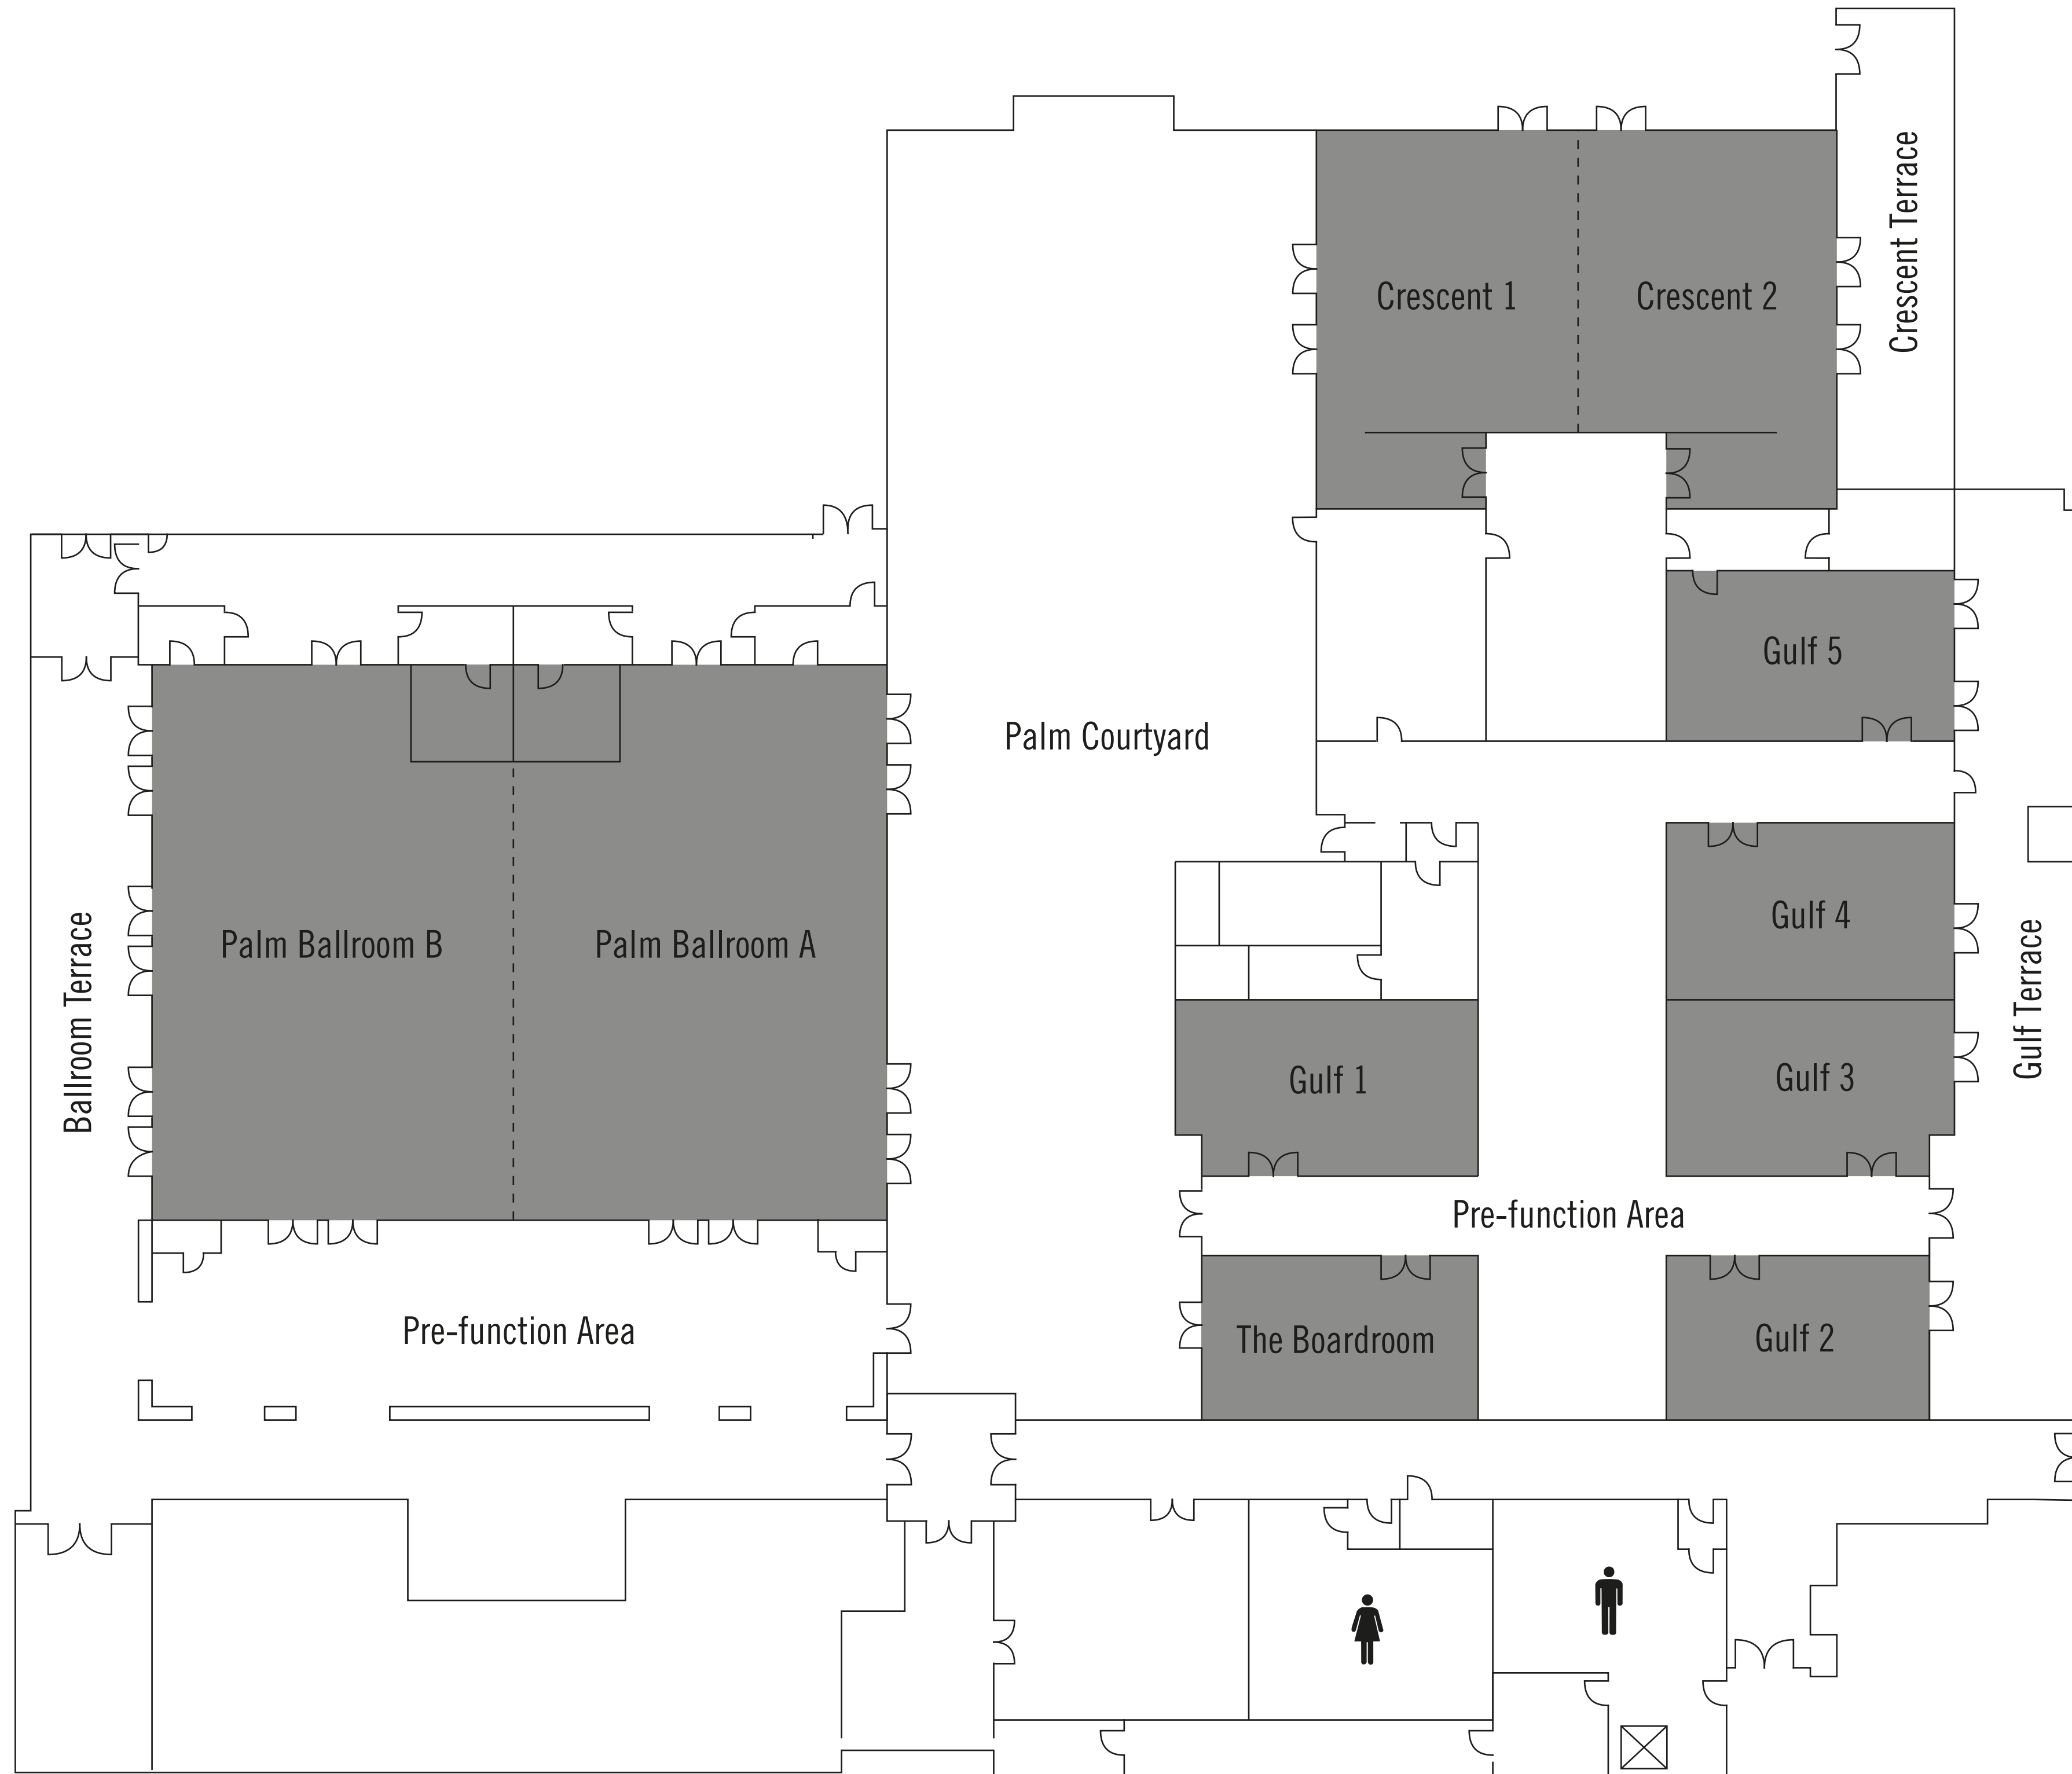 Crescent Terrace
Crescent 1
Crescent 2
Gulf 5
Palm Courtyard
Gulf 4
Palm Ballroom B
Palm Ballroom A
Ballroom Terrace
Gulf Terrace
Gulf 1
Gulf 3
Pre-function Area
Pre-function Area
The Boardroom
Gulf 2